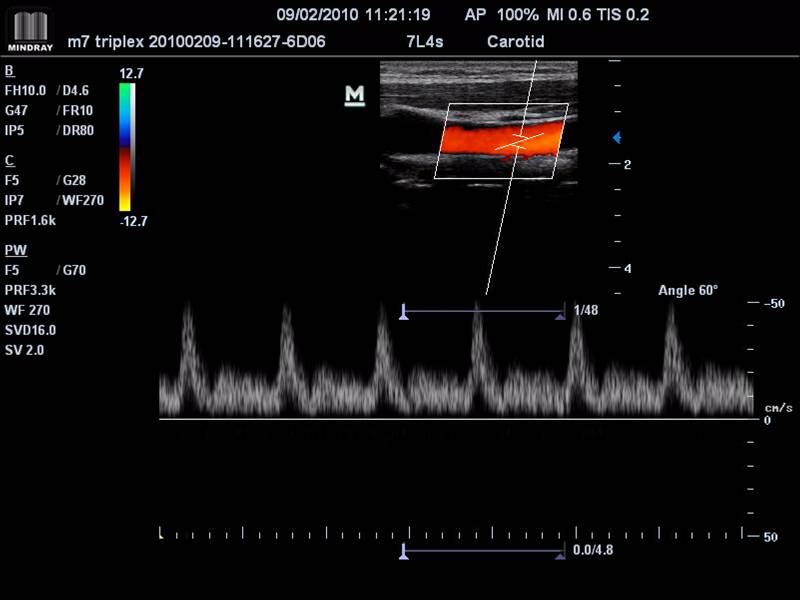 09/02/2010 11:21:19 AP 100% MI 0.6 TIS 0.2
MINDRAY
m7 triplex 20100209-111627-6D06 7L4s Carotid
B
FH10.0 / D4.6
G47 / FR10
IP5 / DR80
C
F5 / G28
IP7 / WF270
PRF1.6k
PW
F5 / G70
PRF3.3k
WF 270
SVD16.0
SV 2.0
12.7
-12.7
M
2
4
Angle 60°
1/48
-50
cm/s
0
50
0.0/4.8